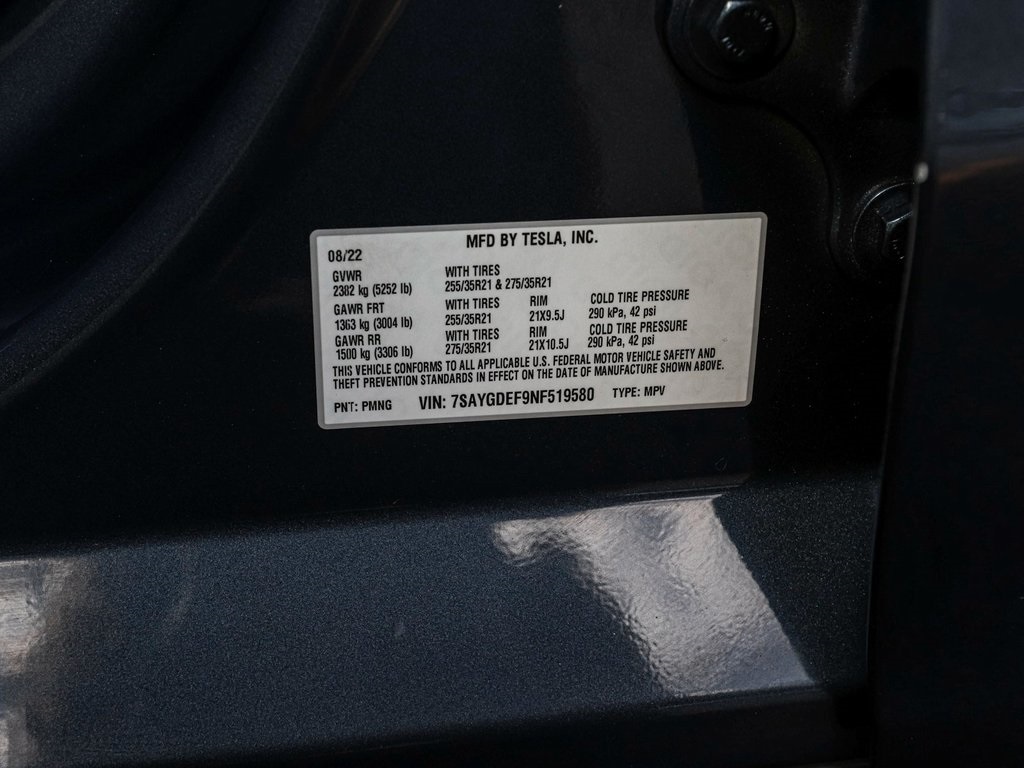 MFD BY TESLA, INC.
08/22
GVWR WITH TIRES
2382 kg (5252 lb) 255/35R21 & 275/35R21
GAWR FRT WITH TIRES RIM COLD TIRE PRESSURE
1363 kg (3004 lb) 255/35R21 21X9.5J 290 kPa, 42 psi
GAWR RR WITH TIRES RIM COLD TIRE PRESSURE
1500 kg (3306 lb) 275/35R21 21X10.5J 290 kPa, 42 psi
THIS VEHICLE CONFORMS TO ALL APPLICABLE U.S. FEDERAL MOTOR VEHICLE SAFETY AND
THEFT PREVENTION STANDARDS IN EFFECT ON THE DATE OF MANUFACTURE SHOWN ABOVE.
PNT: PMNG VIN: 7SAYGDEF9NF519580 TYPE: MPV